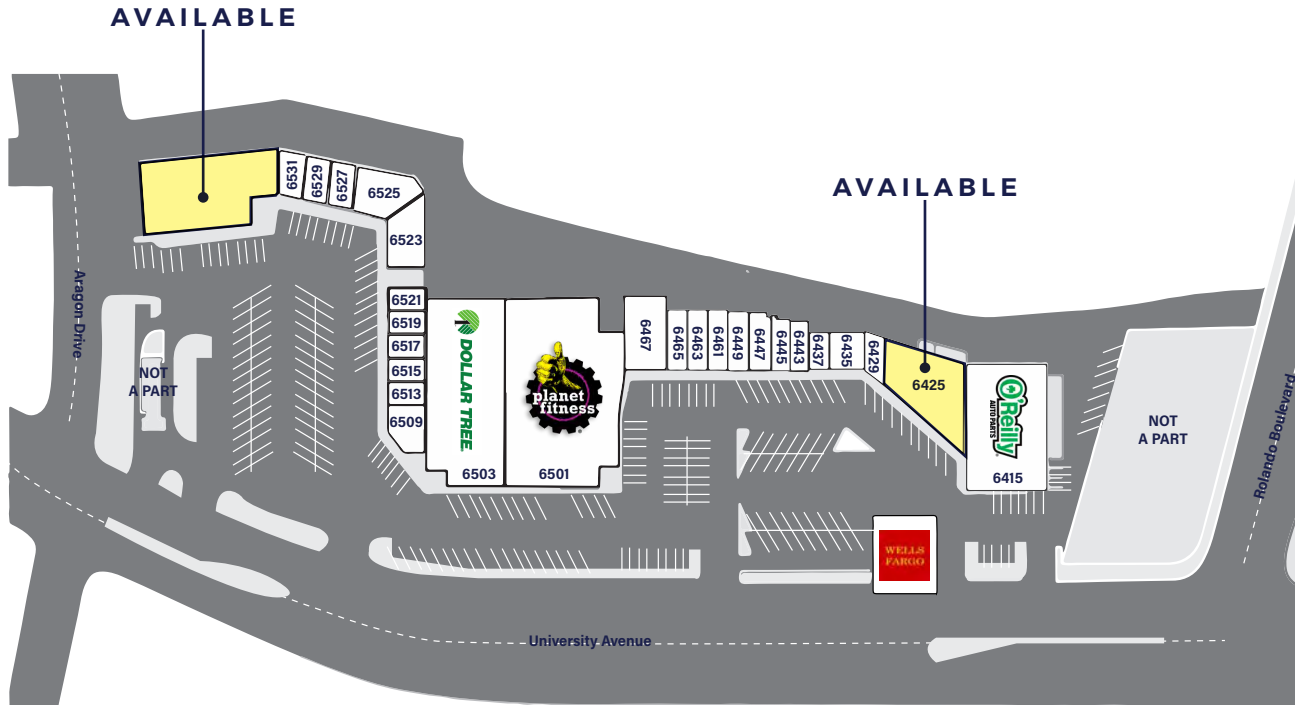 AVAILABLE
AVAILABLE
6531
6529
6527
6525
6523
6521
6519
6517
6515
6513
6509
DOLLAR TREE
6503
planet
fitness
6501
6467
6465
6463
6461
6449
6447
6445
6443
6437
6435
6429
6425
O'Reilly
AUTO PARTS
6415
NOT
A PART
NOT
A PART
WELLS
FARGO
Aragon Drive
University Avenue
Rolando Boulevard